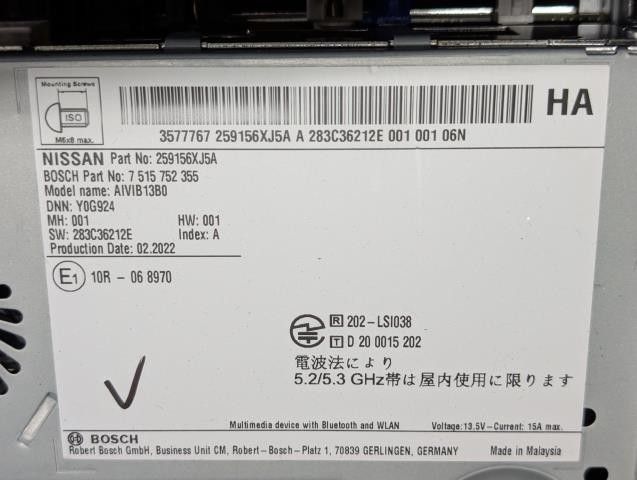 Mounting Screws
ISO
M5x8 max.
HA
3577767 259156XJ5A A 283C36212E 001 001 06N
NISSAN Part No: 259156XJ5A
BOSCH Part No: 7 515 752 355
Model name: AIVIB13B0
DNN: Y0G924
MH: 001 HW: 001
SW: 283C36212E Index: A
Production Date: 02.2022
E1 10R - 06 8970
R 202-LSI038
T D 20 0015 202
電波法により
5.2/5.3 GHz帯は屋内使用に限ります
Multimedia device with Bluetooth and WLAN Voltage: 13.5V-Current: 15A max.
BOSCH
Robert Bosch GmbH, Business Unit CM, Robert-Bosch-Platz 1, 70839 GERLINGEN, GERMANY Made in Malaysia